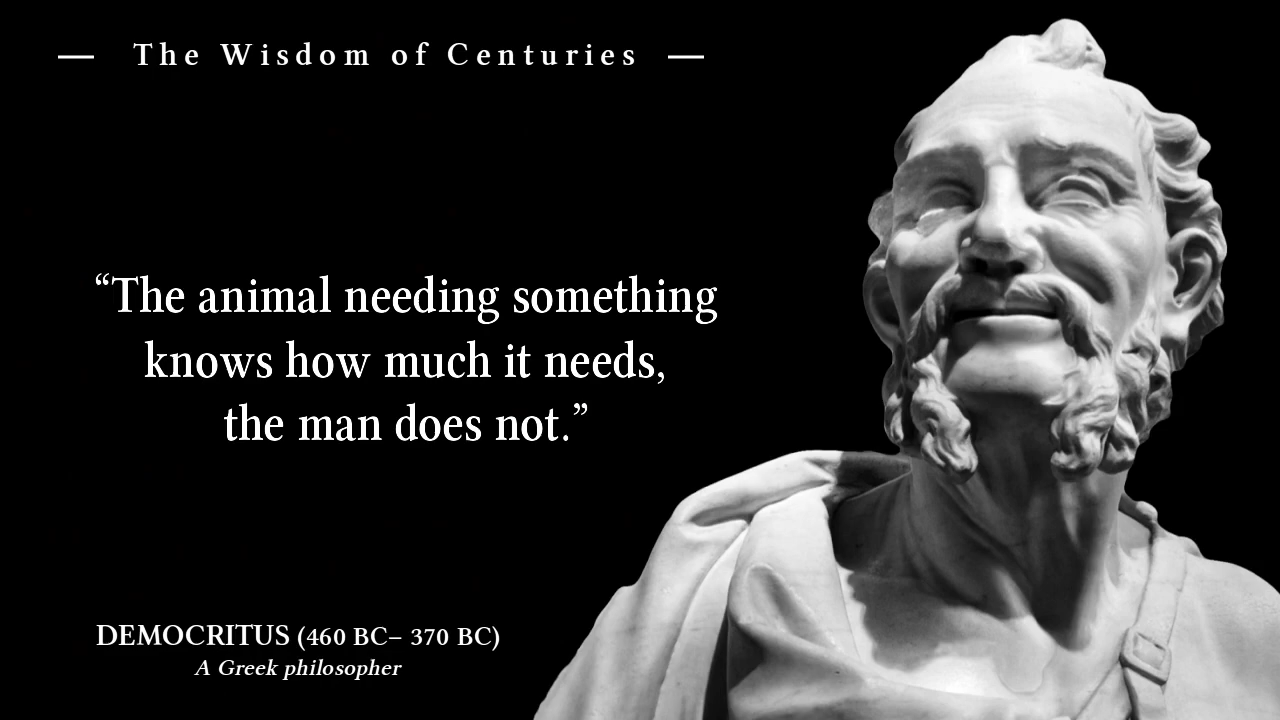 — The Wisdom of Centuries —
“The animal needing something
knows how much it needs,
the man does not.”
DEMOCRITUS (460 BC– 370 BC)
A Greek philosopher